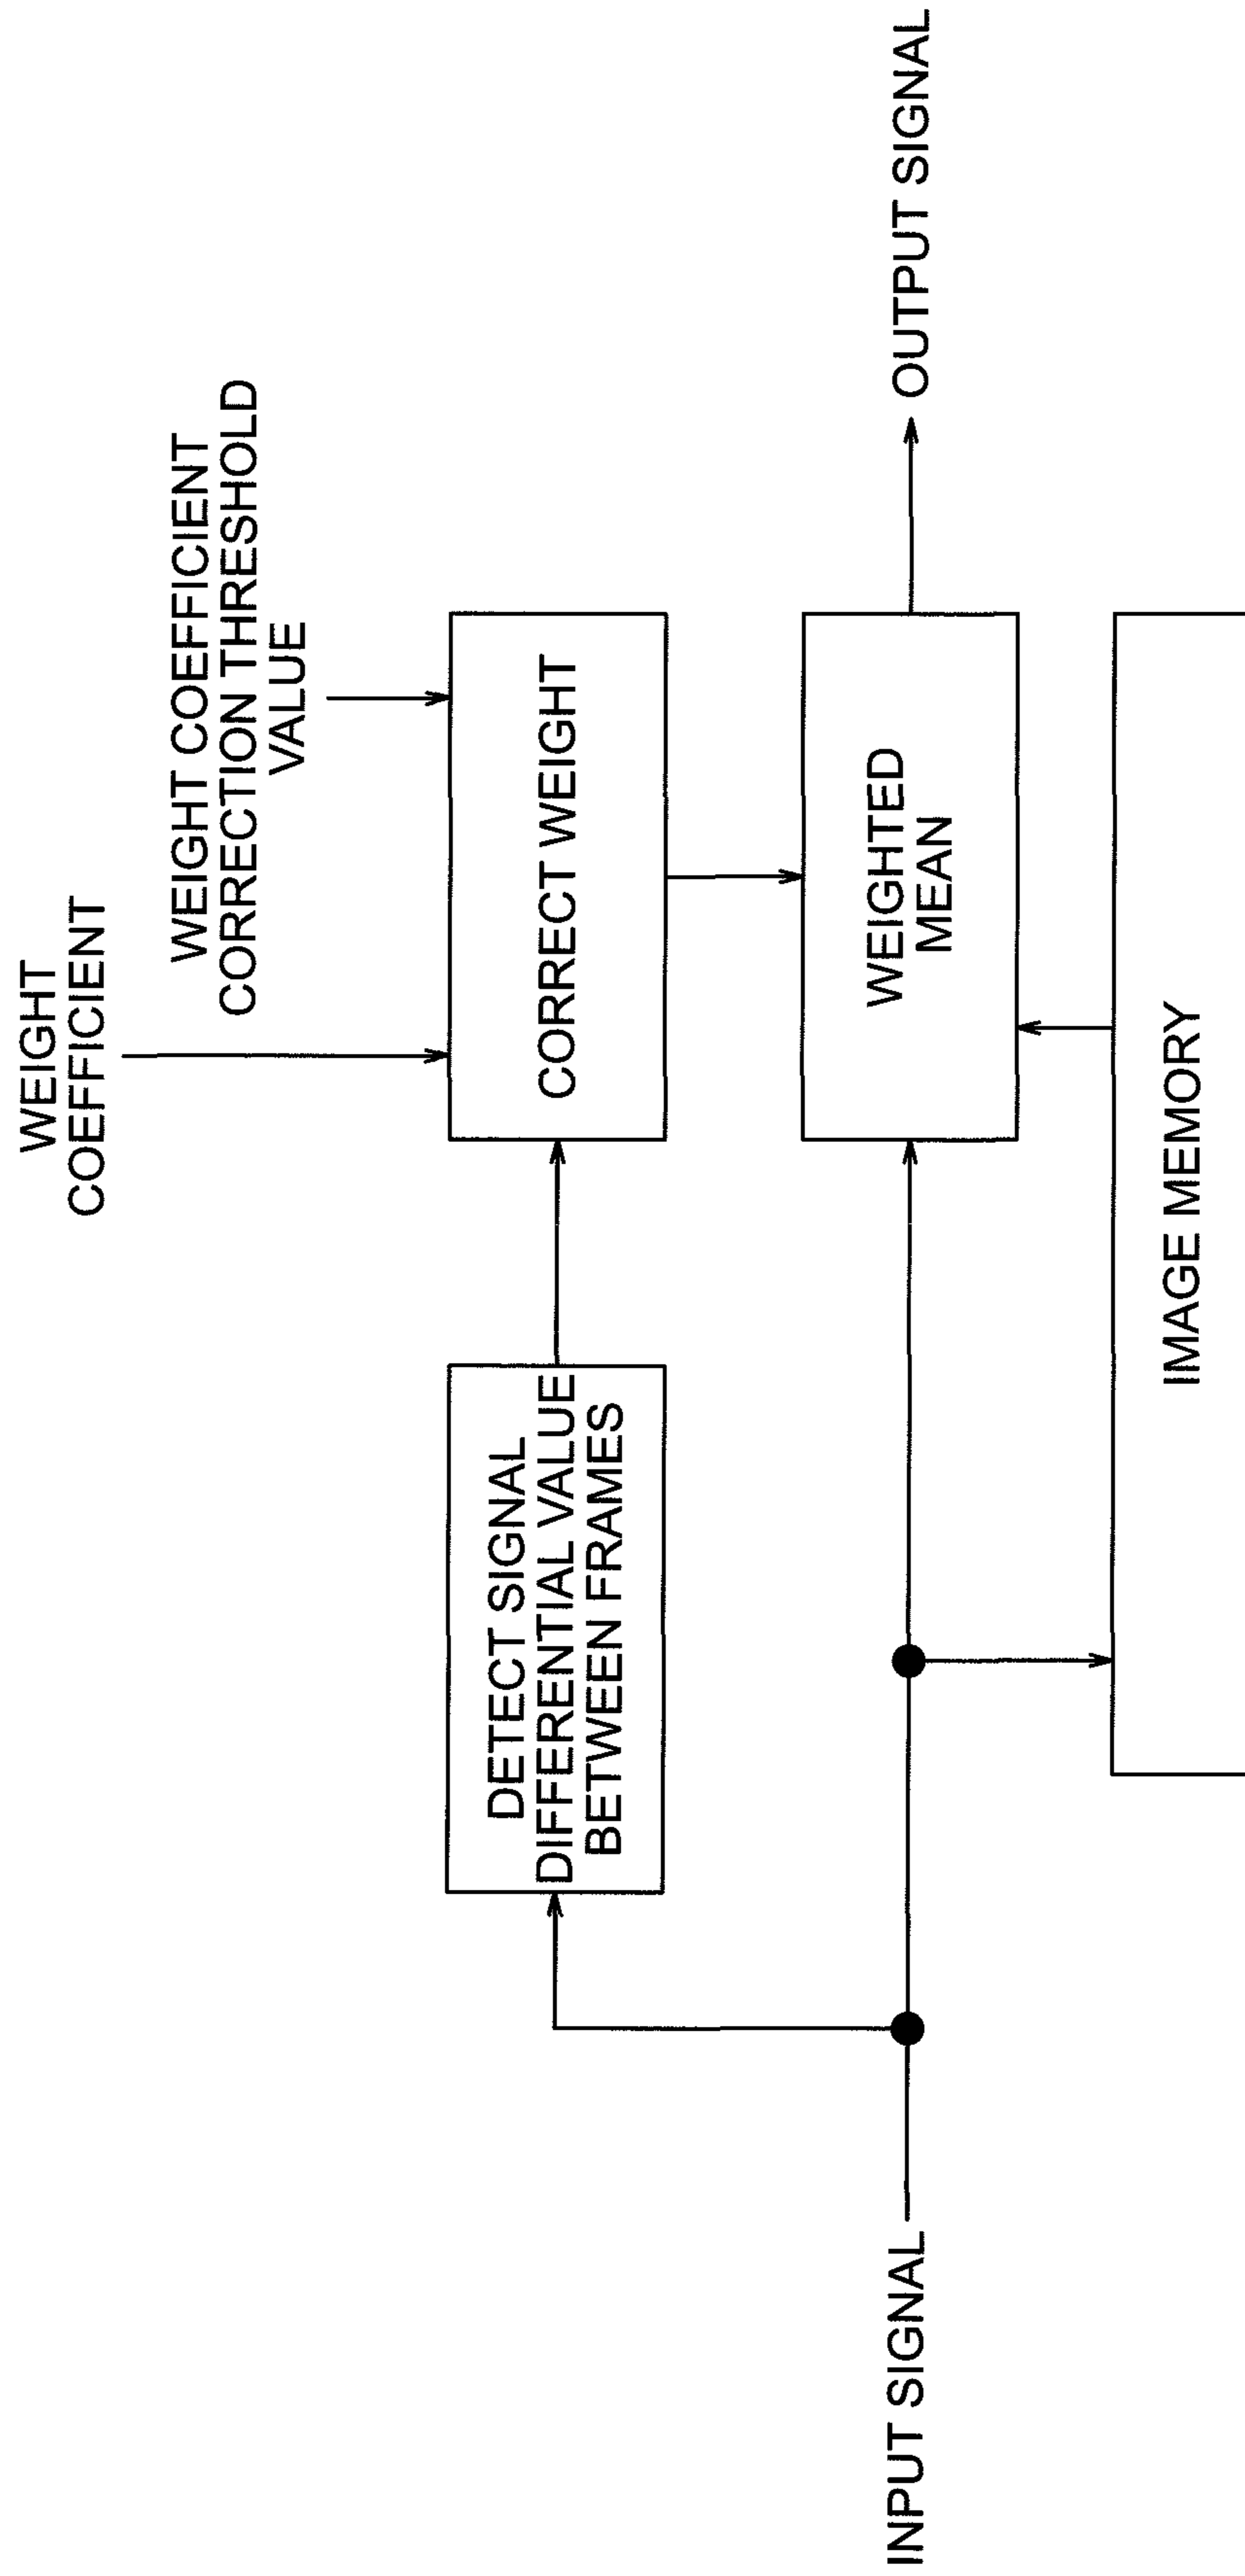 WEIGHT
COEFFICIENT
WEIGHT COEFFICIENT
CORRECTION THRESHOLD
VALUE
DETECT SIGNAL
DIFFERENTIAL VALUE
BETWEEN FRAMES
CORRECT WEIGHT
INPUT SIGNAL
WEIGHTED
MEAN
OUTPUT SIGNAL
IMAGE MEMORY